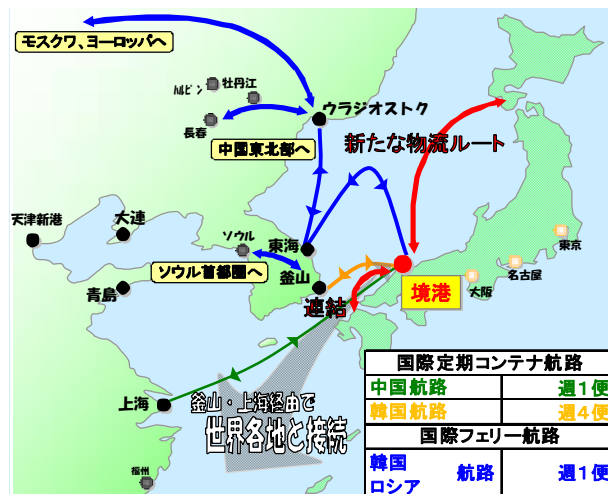 モスクワ、ヨーロッパへ
ハルビン
牡丹江
長春
ウラジオストク
中国東北部へ
新たな物流ルート
天津新港
大連
ソウル
東海
ソウル首都圏へ
釜山
青島
連結
境港
大阪
名古屋
東京
上海
釜山・上海経由で
世界各地と接続
福州
国際定期コンテナ航路
中国航路 週1便
韓国航路 週4便
国際フェリー航路
韓国
ロシア 航路 週1便